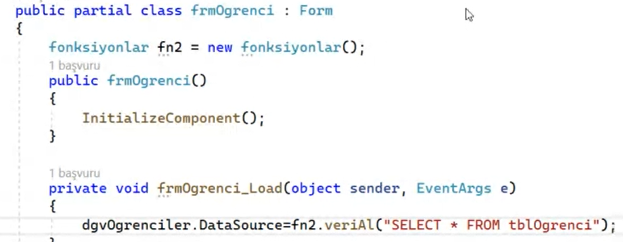 public partial class frmOgrenci : Form
{
fonksiyonlar fn2 = new fonksiyonlar();
1 başvuru
public frmOgrenci()
{
InitializeComponent();
}
1 başvuru
private void frmOgrenci_Load(object sender, EventArgs e)
{
dgvOgrenciler.DataSource=fn2.veriAl("SELECT * FROM tblOgrenci");
}